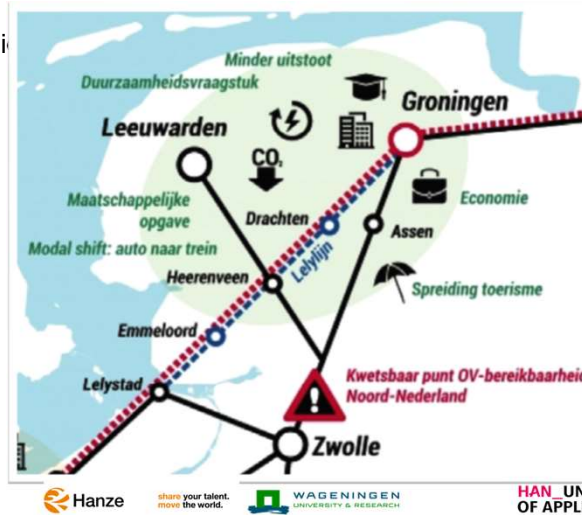 Minder uitstoot
Duurzaamheidsvraagstuk
Groningen
Leeuwarden
CO₂
Maatschappelijke
opgave
Drachten
Economie
Modal shift: auto naar trein
Assen
Lelylijn
Heerenveen
Spreiding toerisme
Emmeloord
Lelystad
Kwetsbaar punt OV-bereikbaarheid
Noord-Nederland
!
Zwolle
Hanze
share your talent.
move the world.
WAGENINGEN
UNIVERSITY & RESEARCH
HAN_UN
OF APPL